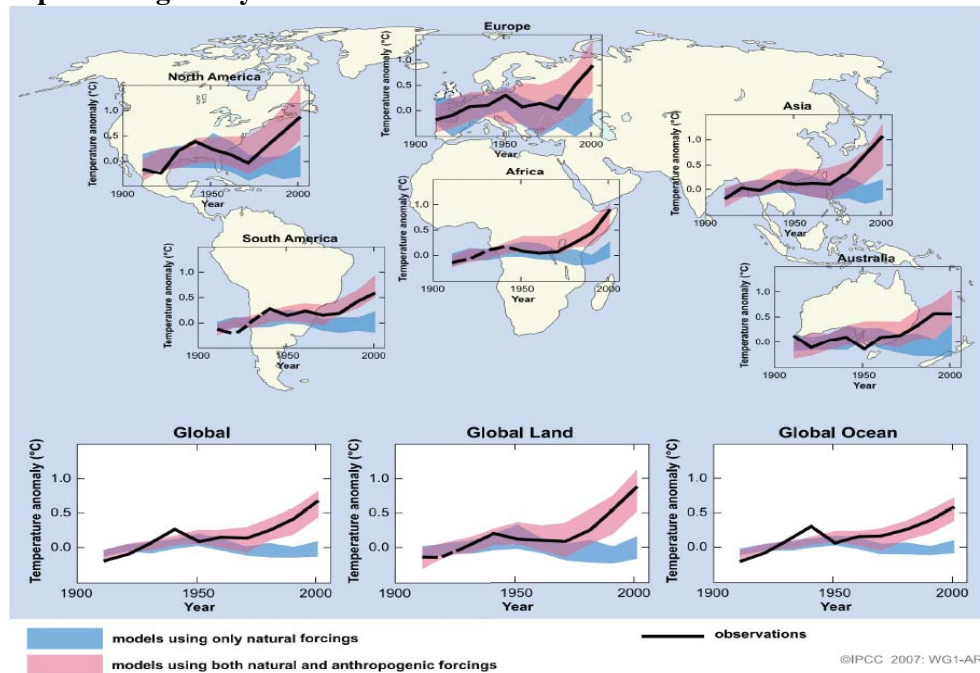 Europe
Temperature anomaly (°C)
1.0
0.5
0.0
1900
1950
2000
Year
North America
Temperature anomaly (°C)
1.0
0.5
0.0
1900
1950
2000
Year
Asia
Temperature anomaly (°C)
1.0
0.5
0.0
1900
1950
2000
Year
Africa
Temperature anomaly (°C)
1.0
0.5
0.0
1900
1950
2000
Year
South America
Temperature anomaly (°C)
1.0
0.5
0.0
1900
1950
2000
Year
Australia
Temperature anomaly (°C)
1.0
0.5
0.0
1900
1950
2000
Year
Global
Temperature anomaly (°C)
1.0
0.5
0.0
1900
1950
2000
Year
Global Land
Temperature anomaly (°C)
1.0
0.5
0.0
1900
1950
2000
Year
Global Ocean
Temperature anomaly (°C)
1.0
0.5
0.0
1900
1950
2000
Year
models using only natural forcings
observations
models using both natural and anthropogenic forcings
©IPCC 2007: WG1-AR